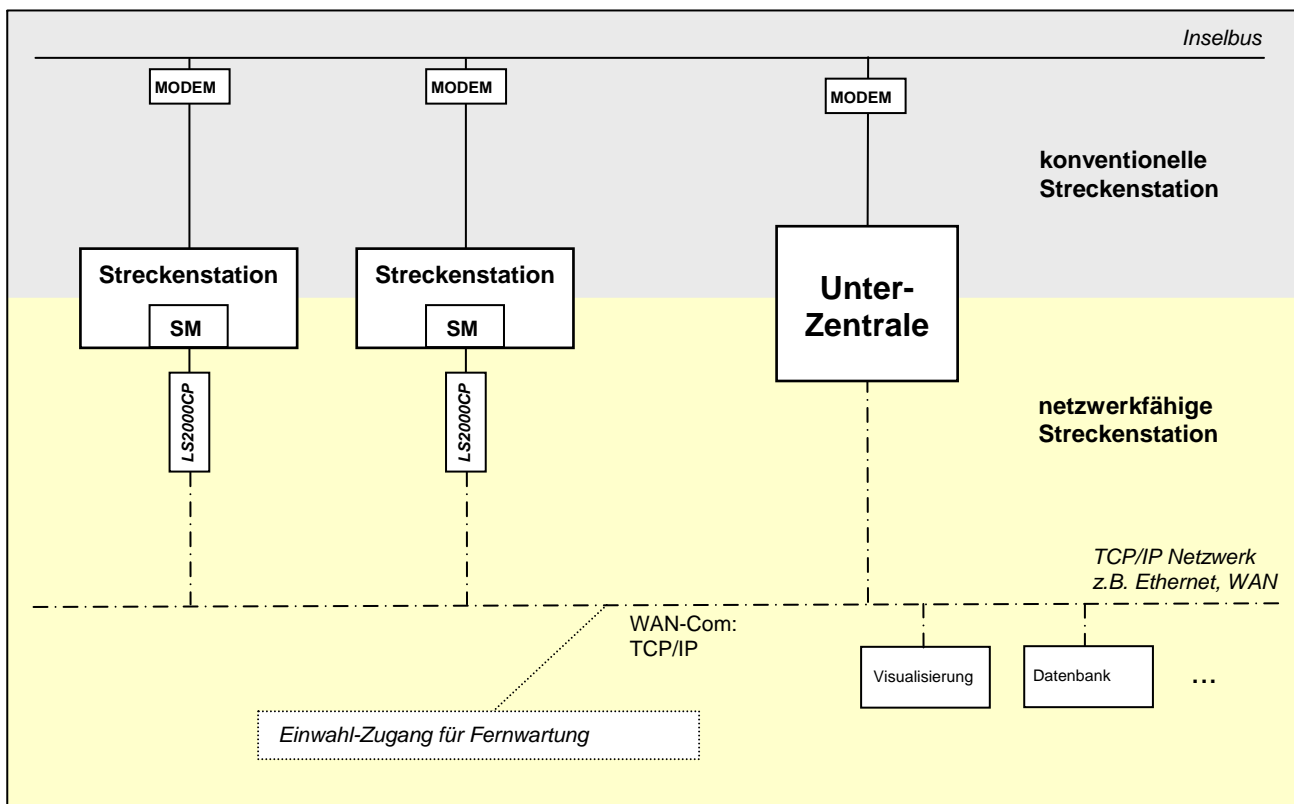 Inselbus
MODEM
MODEM
MODEM
konventionelle
Streckenstation
Streckenstation
SM
Streckenstation
SM
Unter-
Zentrale
LS2000CP
LS2000CP
netzwerkfähige
Streckenstation
TCP/IP Netzwerk
z.B. Ethernet, WAN
WAN-Com:
TCP/IP
Visualisierung
Datenbank
...
Einwahl-Zugang für Fernwartung